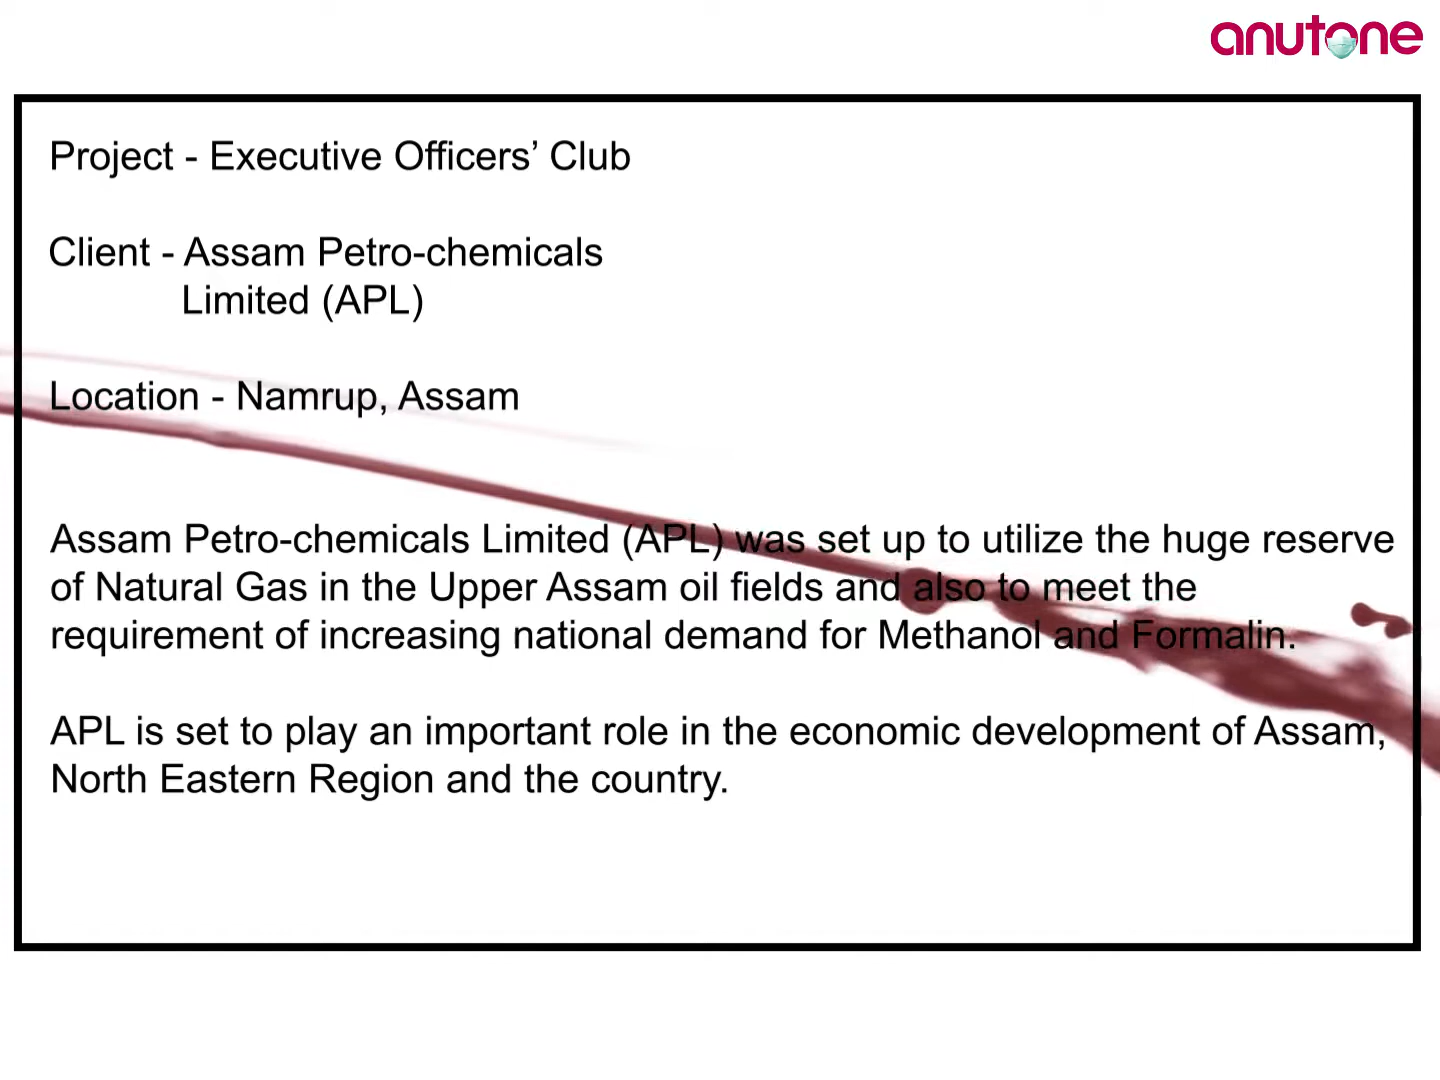 anutone
Project - Executive Officers’ Club
Client - Assam Petro-chemicals
Limited (APL)
Location - Namrup, Assam
Assam Petro-chemicals Limited (APL) was set up to utilize the huge reserve
of Natural Gas in the Upper Assam oil fields and also to meet the
requirement of increasing national demand for Methanol and Formalin.
APL is set to play an important role in the economic development of Assam,
North Eastern Region and the country.